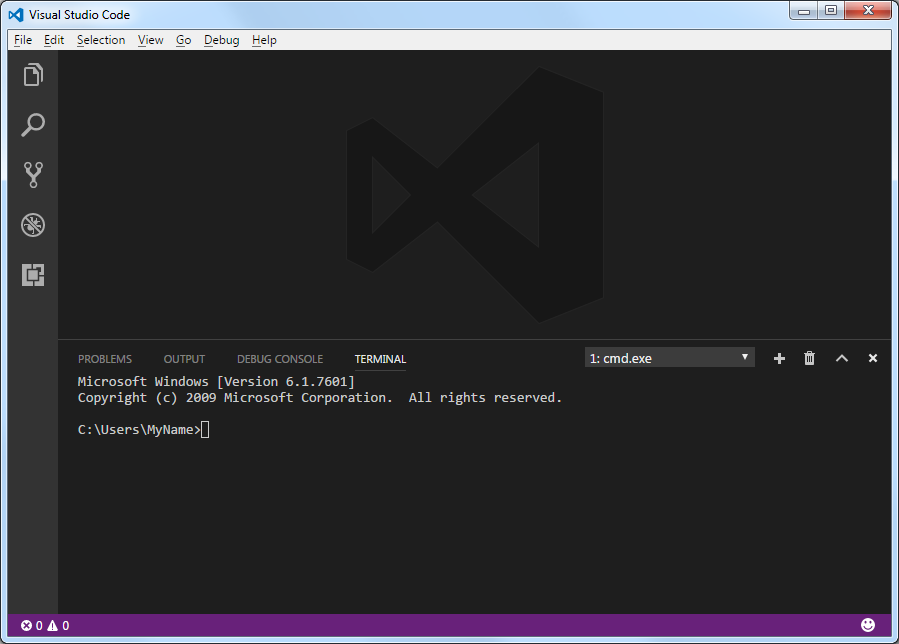 Visual Studio Code
File Edit Selection View Go Debug Help
PROBLEMS OUTPUT DEBUG CONSOLE TERMINAL 1: cmd.exe
Microsoft Windows [Version 6.1.7601]
Copyright (c) 2009 Microsoft Corporation.  All rights reserved.
C:\Users\MyName>
0 0